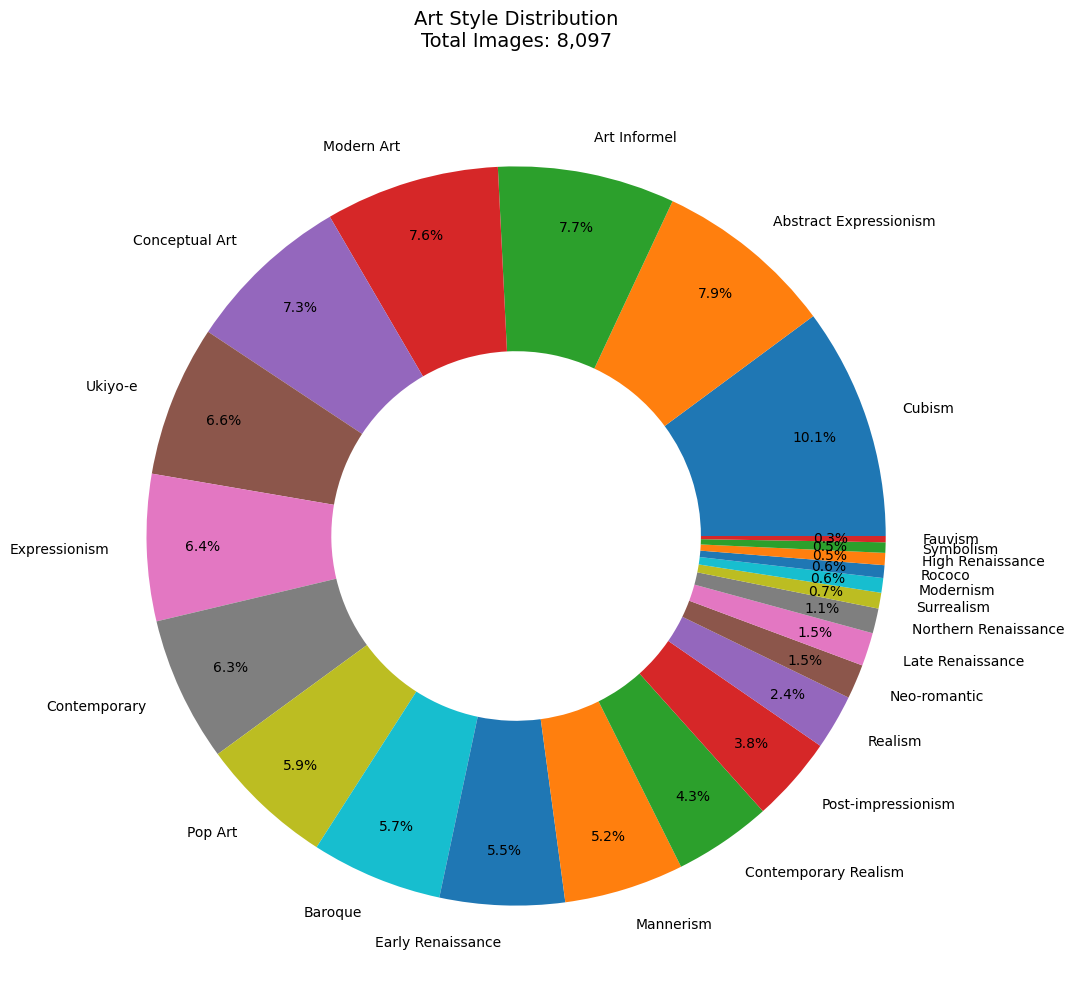 Art Style Distribution
Total Images: 8,097
Art Informel
Modern Art
Abstract Expressionism
7.7%
7.6%
Conceptual Art
7.9%
7.3%
Ukiyo-e
Cubism
6.6%
10.1%
0.3%
Fauvism
0.5%
Symbolism
0.5%
High Renaissance
0.6%
Rococo
0.6%
Modernism
0.7%
Surrealism
1.1%
Northern Renaissance
1.5%
Late Renaissance
1.5%
Neo-romantic
2.4%
Realism
Expressionism
6.4%
6.3%
Contemporary
3.8%
Post-impressionism
5.9%
4.3%
Pop Art
5.7%
5.5%
5.2%
Contemporary Realism
Baroque
Mannerism
Early Renaissance